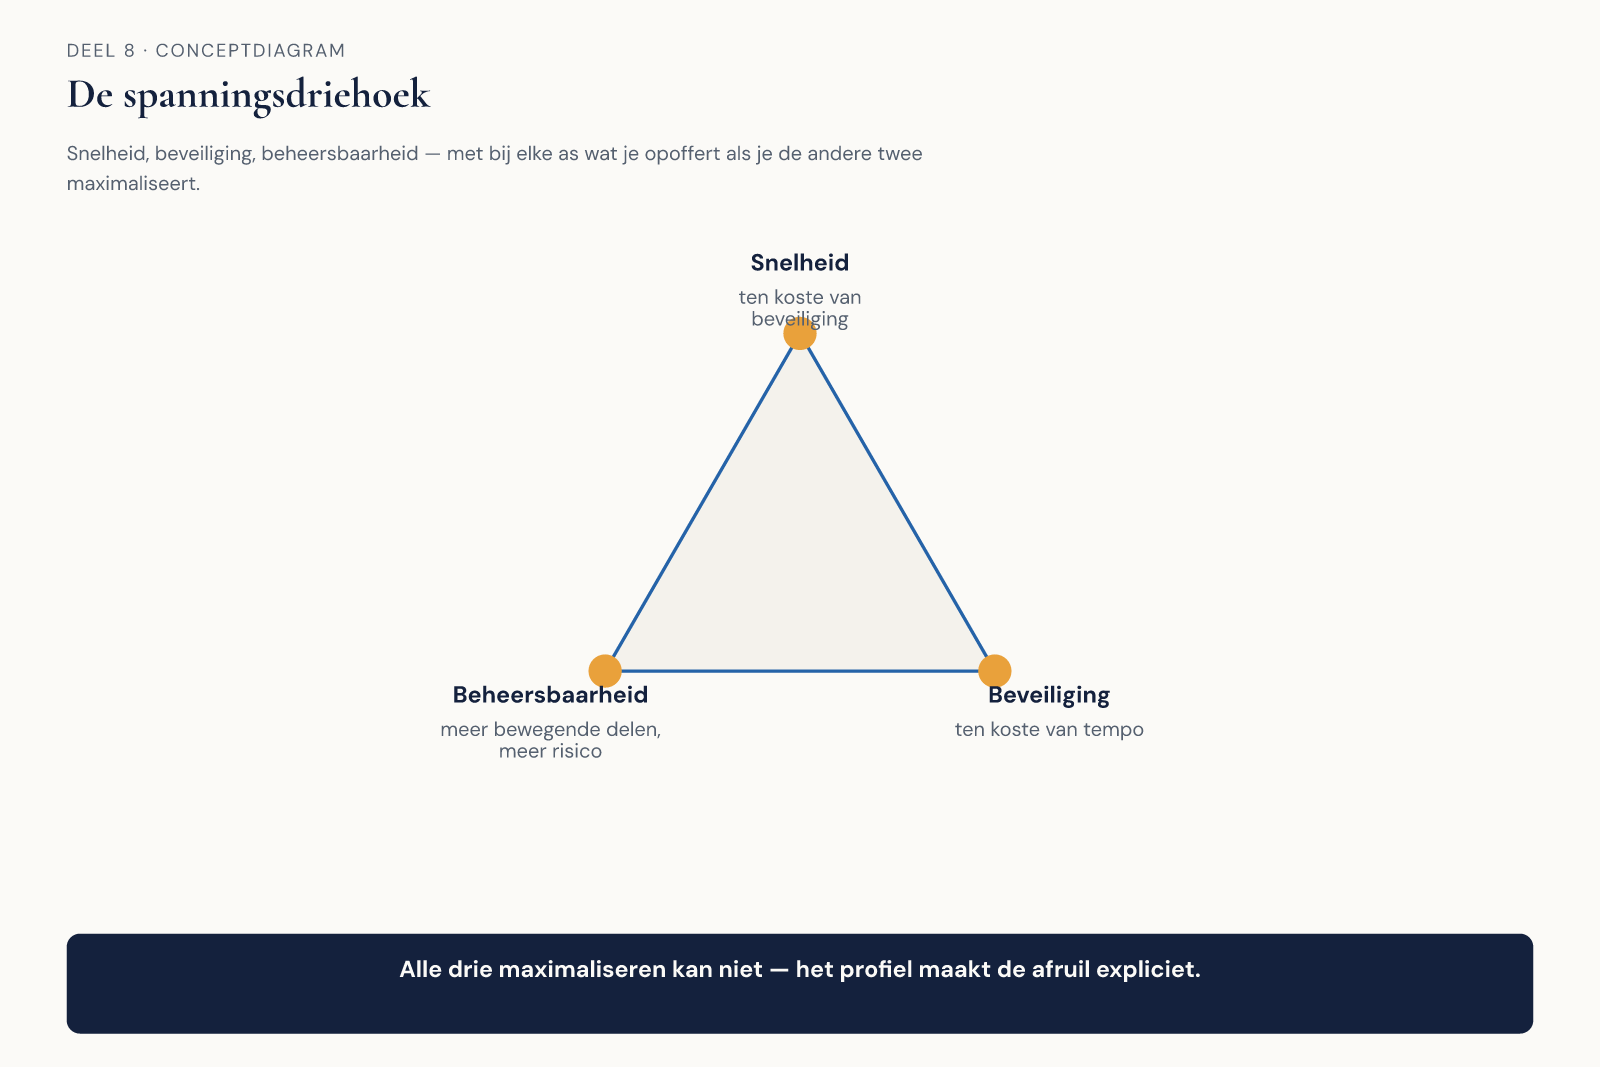 DEEL 8 · CONCEPTDIAGRAM
De spanningsdriehoek
Snelheid, beveiliging, beheersbaarheid — met bij elke as wat je opoffert als je de andere twee
maximaliseert.
Snelheid
ten koste van
beveiliging
Beheersbaarheid
meer bewegende delen,
meer risico
Beveiliging
ten koste van tempo
Alle drie maximaliseren kan niet — het profiel maakt de afruil expliciet.